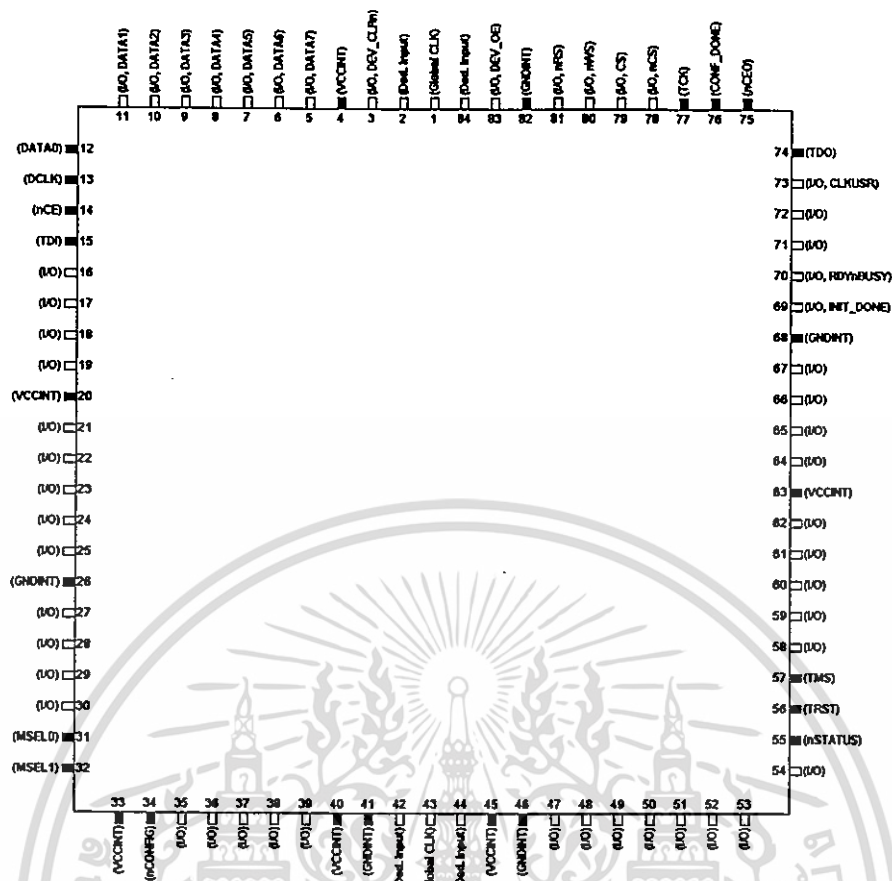 (I/O, DATA1)
(I/O, DATA2)
(I/O, DATA3)
(I/O, DATA4)
(I/O, DATA5)
(I/O, DATA6)
(I/O, DATA7)
(VCCINT)
(I/O, DEV_CLRn)
(Ded. Input)
(Global CLK)
(Ded. Input)
(I/O, DEV_OE)
(GNDINT)
(I/O, nRS)
(I/O, nWS)
(I/O, CS)
(I/O, nCS)
(TCK)
(CONF_DONE)
(nCEO)
11 10 9 8 7 6 5 4 3 2 1 84 83 82 81 80 79 78 77 76 75
(DATA0) 12
(DCLK) 13
(nCE) 14
(TDI) 15
(I/O) 16
(I/O) 17
(I/O) 18
(I/O) 19
(VCCINT) 20
(I/O) 21
(I/O) 22
(I/O) 23
(I/O) 24
(I/O) 25
(GNDINT) 26
(I/O) 27
(I/O) 28
(I/O) 29
(I/O) 30
(MSEL0) 31
(MSEL1) 32
74 (TDO)
73 (I/O, CLKUSR)
72 (I/O)
71 (I/O)
70 (I/O, RDYnBUSY)
69 (I/O, INIT_DONE)
68 (GNDINT)
67 (I/O)
66 (I/O)
65 (I/O)
64 (I/O)
63 (VCCINT)
62 (I/O)
61 (I/O)
60 (I/O)
59 (I/O)
58 (I/O)
57 (TMS)
56 (TRST)
55 (nSTATUS)
54 (I/O)
33 34 35 36 37 38 39 40 41 42 43 44 45 46 47 48 49 50 51 52 53
(VCCINT)
(nCONFIG)
(I/O)
(I/O)
(I/O)
(I/O)
(I/O)
(VCCINT)
(GNDINT)
Ded. Input)
Global CLK)
Ded. Input)
(VCCINT)
(GNDINT)
(I/O)
(I/O)
(I/O)
(I/O)
(I/O)
(I/O)
(I/O)